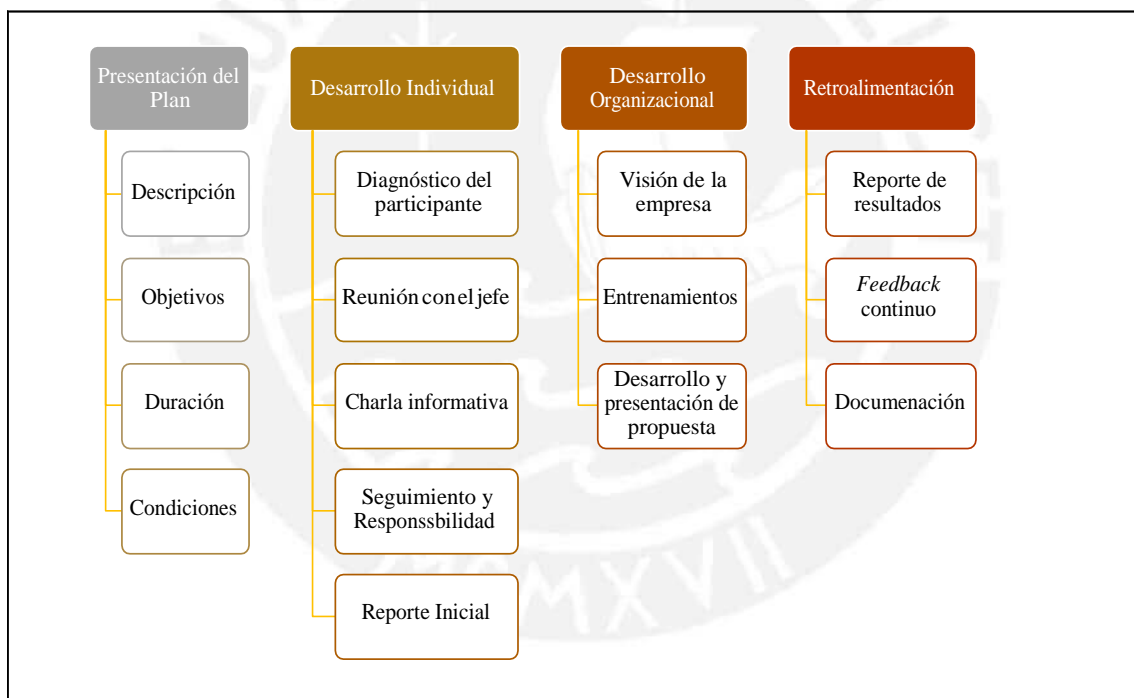 Presentación del
Plan
Descripción
Objetivos
Duración
Condiciones
Desarrollo Individual
Diagnóstico del
participante
Reunión con el jefe
Charla informativa
Seguimiento y
Responssbilidad
Reporte Inicial
Desarrollo
Organizacional
Visión de la
empresa
Entrenamientos
Desarrollo y
presentación de
propuesta
Retroalimentación
Reporte de
resultados
Feedback
continuo
Documenación
MCMXVII